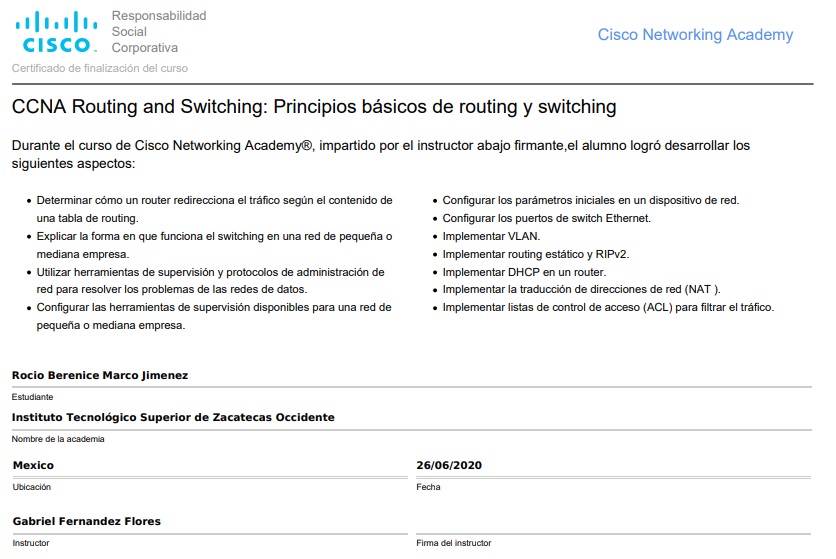 CISCO
Responsabilidad
Social
Corporativa
Cisco Networking Academy
Certificado de finalización del curso
CCNA Routing and Switching: Principios básicos de routing y switching
Durante el curso de Cisco Networking Academy®, impartido por el instructor abajo firmante,el alumno logró desarrollar los
siguientes aspectos:
• Determinar cómo un router redirecciona el tráfico según el contenido de
una tabla de routing.
• Explicar la forma en que funciona el switching en una red de pequeña o
mediana empresa.
• Utilizar herramientas de supervisión y protocolos de administración de
red para resolver los problemas de las redes de datos.
• Configurar las herramientas de supervisión disponibles para una red de
pequeña o mediana empresa.
• Configurar los parámetros iniciales en un dispositivo de red.
• Configurar los puertos de switch Ethernet.
• Implementar VLAN.
• Implementar routing estático y RIPv2.
• Implementar DHCP en un router.
• Implementar la traducción de direcciones de red (NAT ).
• Implementar listas de control de acceso (ACL) para filtrar el tráfico.
Rocio Berenice Marco Jimenez
Estudiante
Instituto Tecnológico Superior de Zacatecas Occidente
Nombre de la academia
Mexico
Ubicación
26/06/2020
Fecha
Gabriel Fernandez Flores
Instructor
Firma del instructor